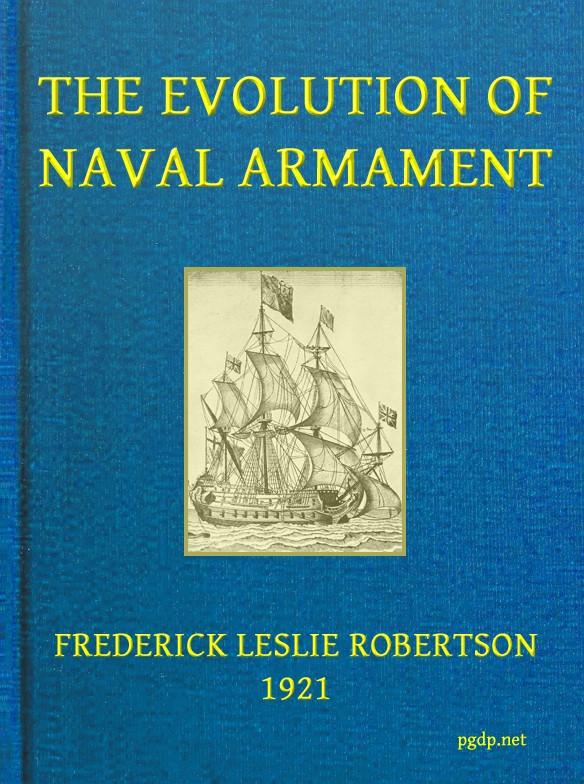 THE EVOLUTION OF
NAVAL ARMAMENT
FREDERICK LESLIE ROBERTSON
1921
pgdp.net